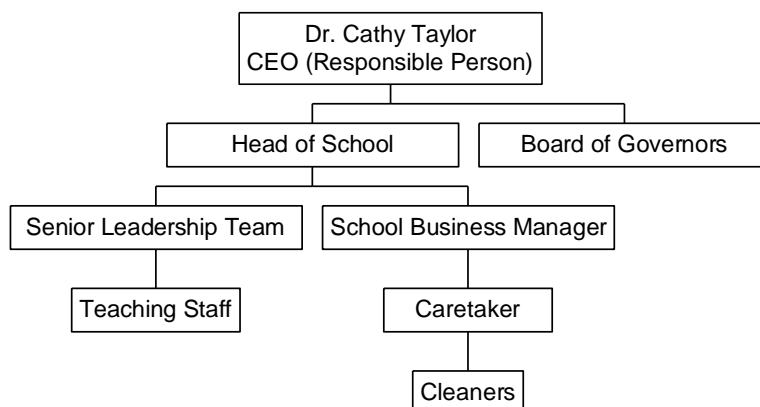 Dr. Cathy Taylor
CEO (Responsible Person)
Head of School
Board of Governors
Senior Leadership Team
School Business Manager
Teaching Staff
Caretaker
Cleaners